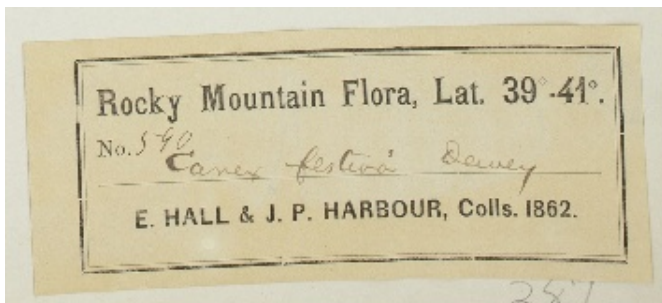 Rocky Mountain Flora, Lat. 39°-41°.
No. 590
Carex festiva Dewey
E. HALL & J. P. HARBOUR, Colls. 1862.